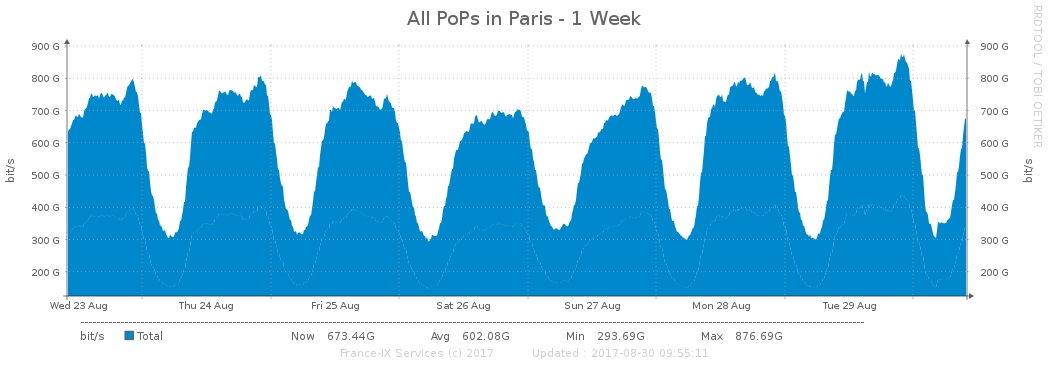 All PoPs in Paris - 1 Week
RRDTOOL / TOBI OETIKER
900 G 900 G
800 G 800 G
700 G 700 G
600 G 600 G
500 G 500 G
400 G 400 G
300 G 300 G
200 G 200 G
bit/s bit/s
Wed 23 Aug Thu 24 Aug Fri 25 Aug Sat 26 Aug Sun 27 Aug Mon 28 Aug Tue 29 Aug
bit/s Total Now 673.44G Avg 602.08G Min 293.69G Max 876.69G
France-IX Services (c) 2017 Updated : 2017-08-30 09:55:11